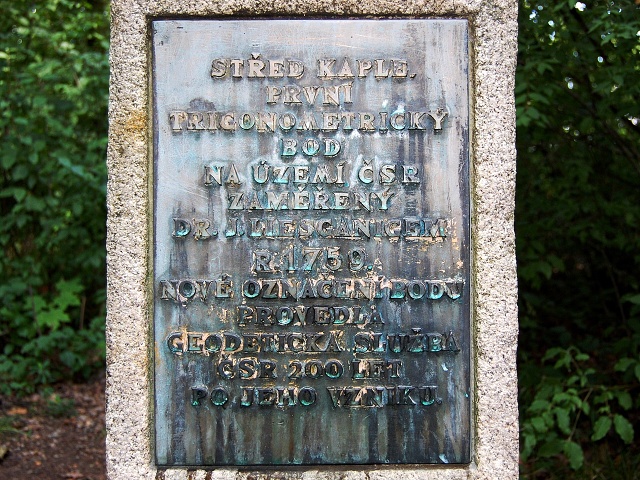 STŘED KAPLE.
PRVNÍ
TRIGONOMETRICKÝ
BOD
NA ÚZEMÍ ČSR
ZAMĚŘENÝ
DR. J. LIESGANIGEM
R. 1759.
NOVÉ OZNAČENÍ BODU
PROVEDLA
GEODETICKÁ SLUŽBA
ČSR 200 LET
PO JEHO VZNIKU.